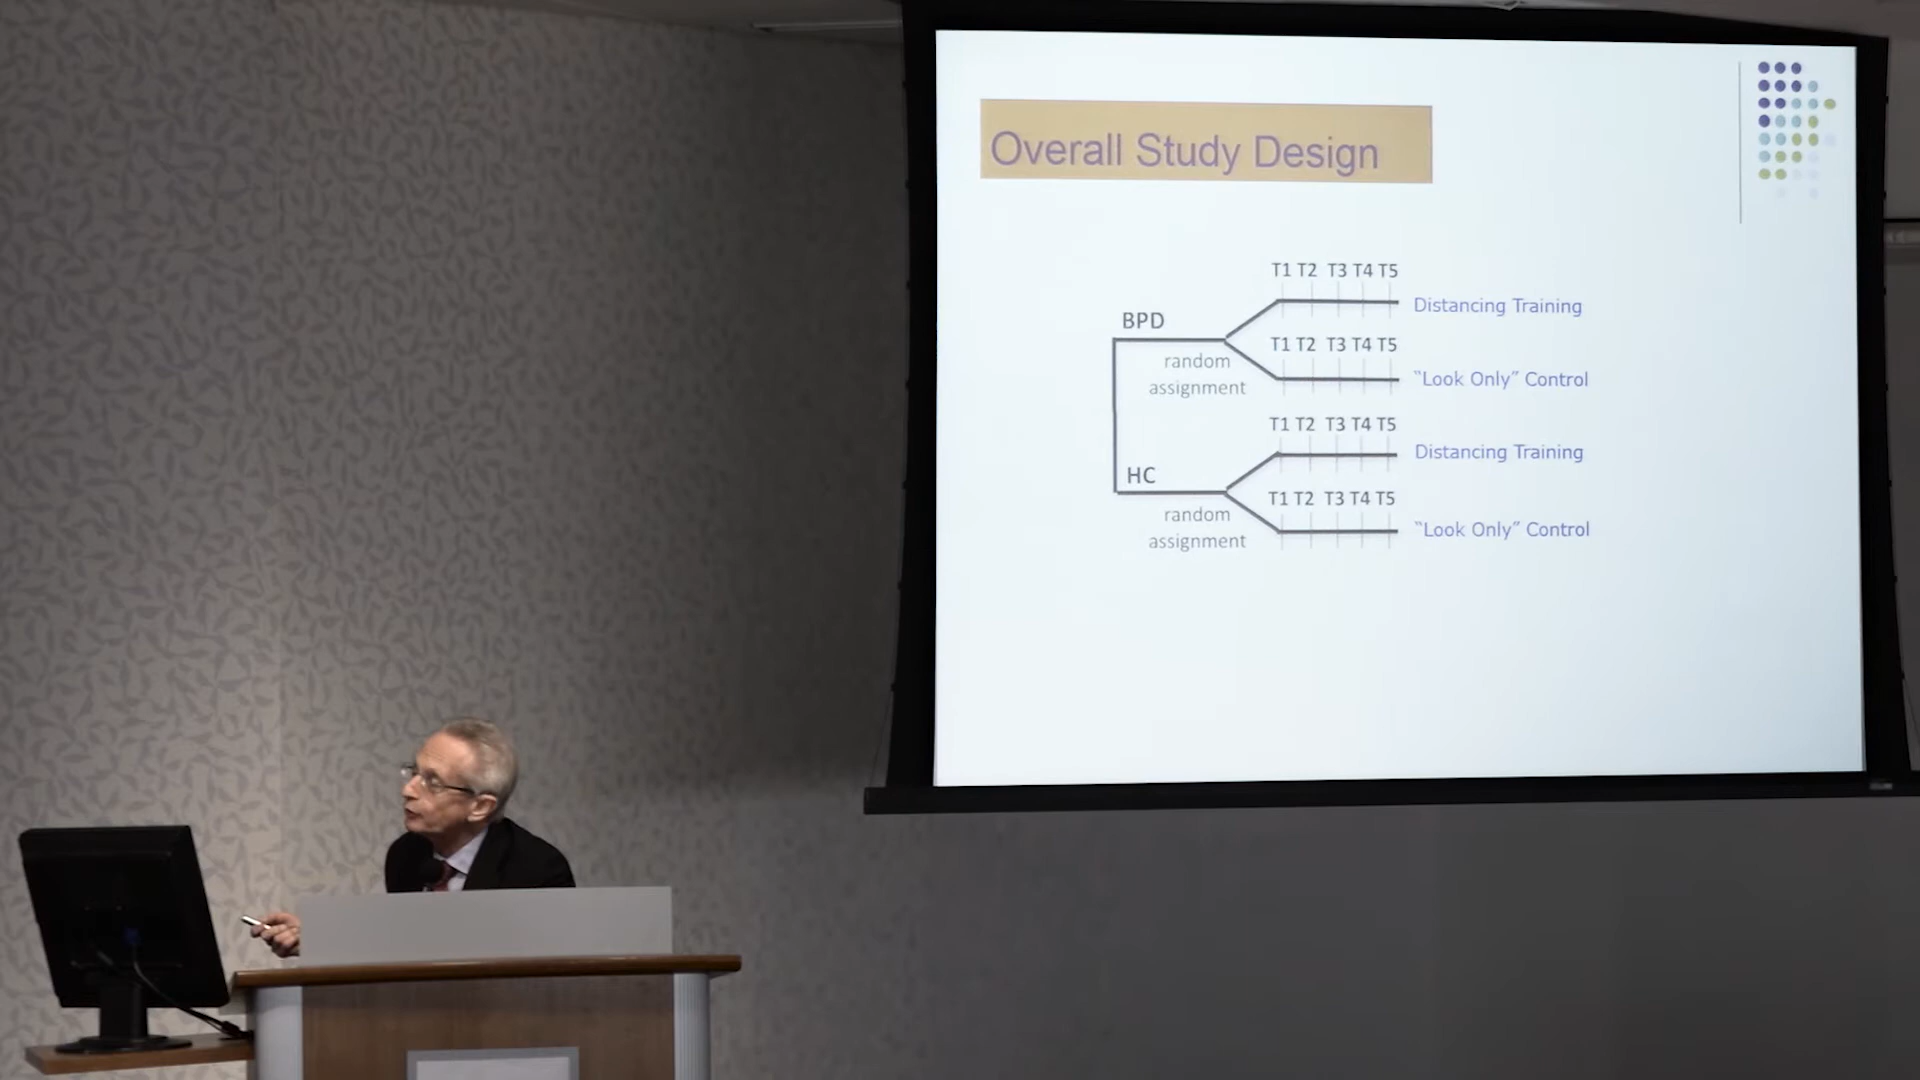 Overall Study Design
T1 T2 T3 T4 T5
Distancing Training
BPD
T1 T2 T3 T4 T5
random
assignment
“Look Only” Control
T1 T2 T3 T4 T5
Distancing Training
HC
T1 T2 T3 T4 T5
random
assignment
“Look Only” Control